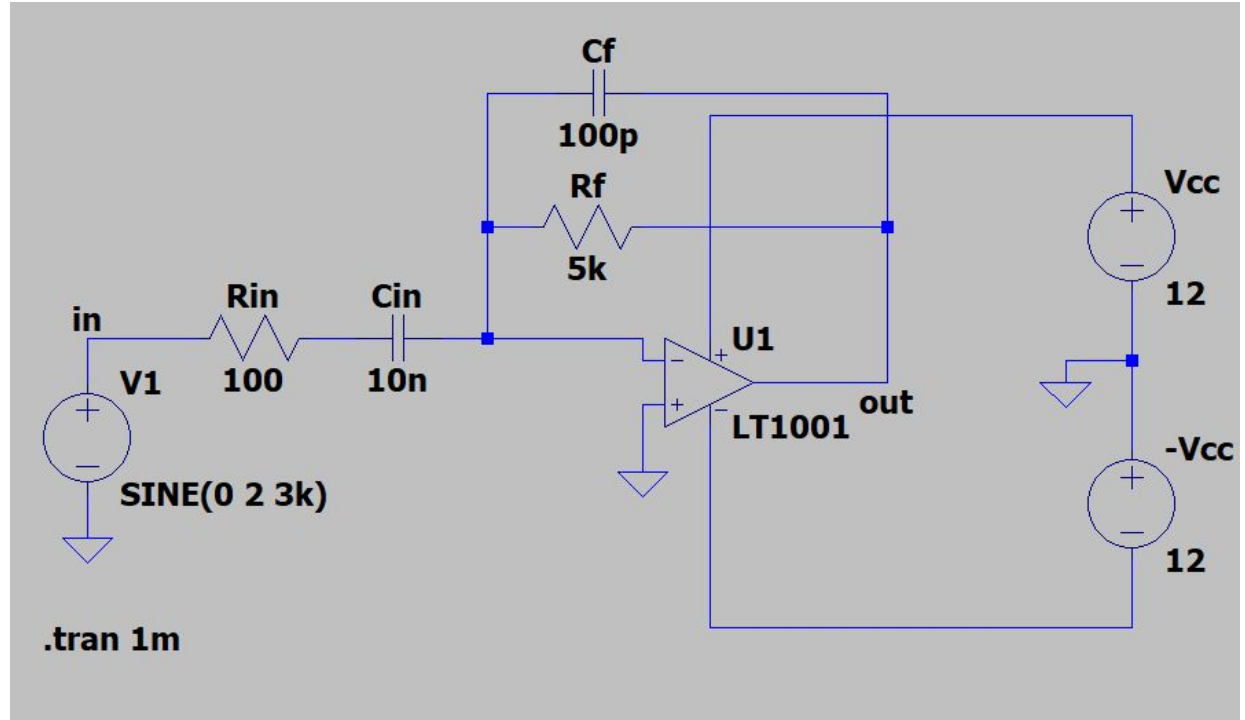 Cf
100p
Rf
5k
Vcc
12
Rin
100
Cin
10n
in
V1
SINE(0 2 3k)
U1
LT1001
out
-Vcc
12
.tran 1m